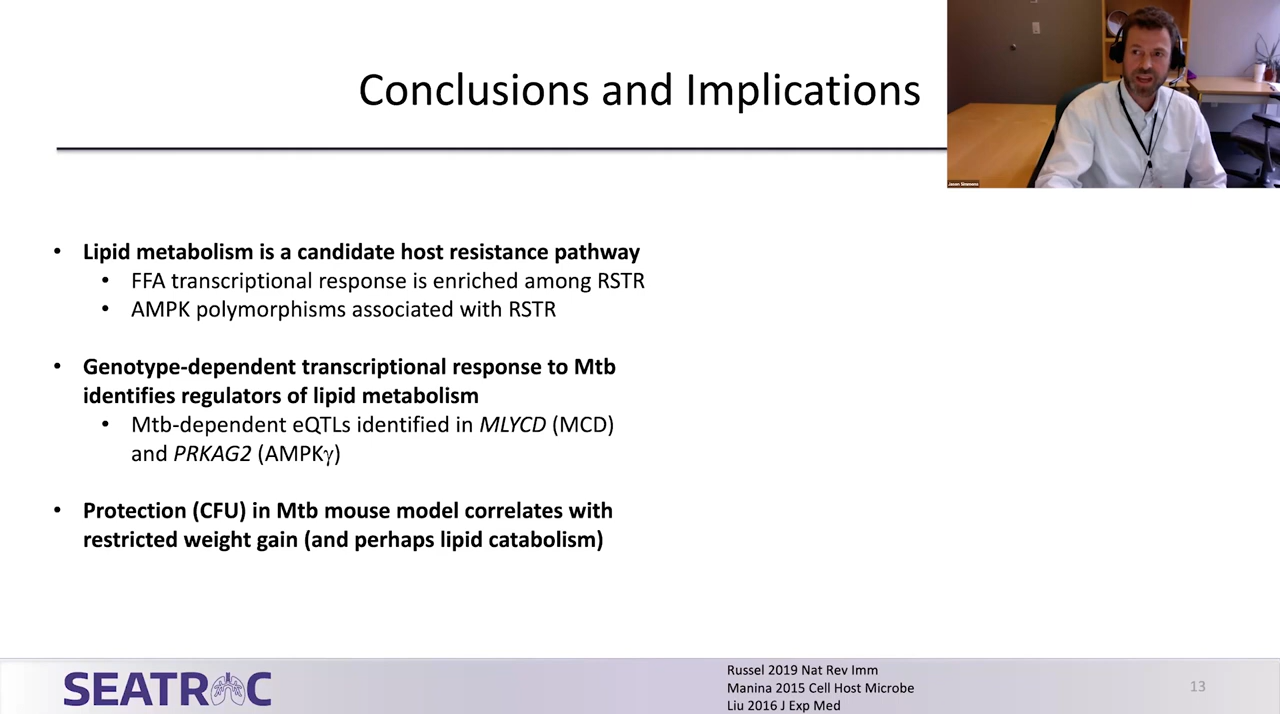 Conclusions and Implications
Jason Simmons
• Lipid metabolism is a candidate host resistance pathway
• FFA transcriptional response is enriched among RSTR
• AMPK polymorphisms associated with RSTR
• Genotype-dependent transcriptional response to Mtb
identifies regulators of lipid metabolism
• Mtb-dependent eQTLs identified in MLYCD (MCD)
and PRKAG2 (AMPKγ)
• Protection (CFU) in Mtb mouse model correlates with
restricted weight gain (and perhaps lipid catabolism)
SEATRAC
Russel 2019 Nat Rev Imm
Manina 2015 Cell Host Microbe
Liu 2016 J Exp Med
13